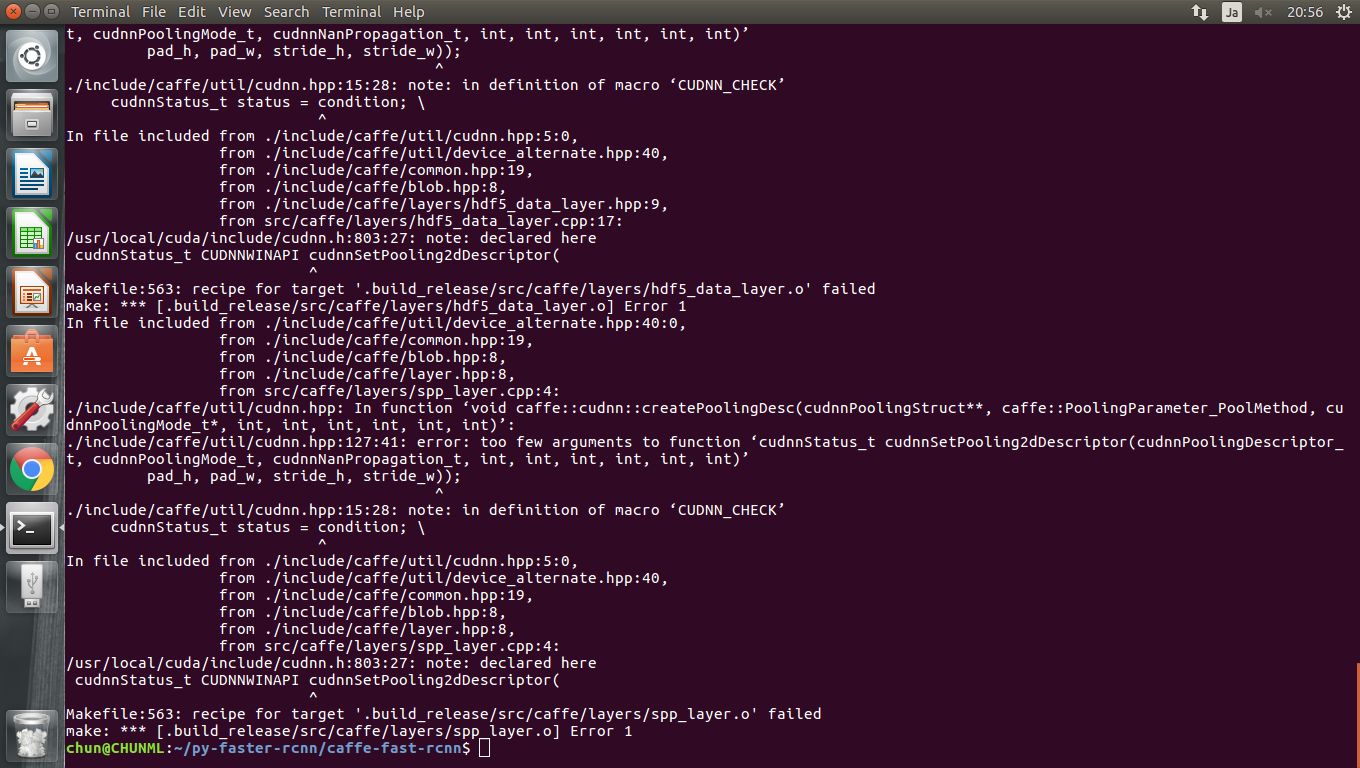 Terminal File Edit View Search Terminal Help Ja 20:56
t, cudnnPoolingMode_t, cudnnNanPropagation_t, int, int, int, int, int, int)’
pad_h, pad_w, stride_h, stride_w));
^
./include/caffe/util/cudnn.hpp:15:28: note: in definition of macro ‘CUDNN_CHECK’
cudnnStatus_t status = condition; \
^
In file included from ./include/caffe/util/cudnn.hpp:5:0,
from ./include/caffe/util/device_alternate.hpp:40,
from ./include/caffe/common.hpp:19,
from ./include/caffe/blob.hpp:8,
from ./include/caffe/layers/hdf5_data_layer.hpp:9,
from src/caffe/layers/hdf5_data_layer.cpp:17:
/usr/local/cuda/include/cudnn.h:803:27: note: declared here
cudnnStatus_t CUDNNWINAPI cudnnSetPooling2dDescriptor(
^
Makefile:563: recipe for target '.build_release/src/caffe/layers/hdf5_data_layer.o' failed
make: *** [.build_release/src/caffe/layers/hdf5_data_layer.o] Error 1
In file included from ./include/caffe/util/device_alternate.hpp:40:0,
from ./include/caffe/common.hpp:19,
from ./include/caffe/blob.hpp:8,
from ./include/caffe/layer.hpp:8,
from src/caffe/layers/spp_layer.cpp:4:
./include/caffe/util/cudnn.hpp: In function ‘void caffe::cudnn::createPoolingDesc(cudnnPoolingStruct**, caffe::PoolingParameter_PoolMethod, cu
dnnPoolingMode_t*, int, int, int, int, int, int)’:
./include/caffe/util/cudnn.hpp:127:41: error: too few arguments to function ‘cudnnStatus_t cudnnSetPooling2dDescriptor(cudnnPoolingDescriptor_
t, cudnnPoolingMode_t, cudnnNanPropagation_t, int, int, int, int, int, int)’
pad_h, pad_w, stride_h, stride_w));
^
./include/caffe/util/cudnn.hpp:15:28: note: in definition of macro ‘CUDNN_CHECK’
cudnnStatus_t status = condition; \
^
In file included from ./include/caffe/util/cudnn.hpp:5:0,
from ./include/caffe/util/device_alternate.hpp:40,
from ./include/caffe/common.hpp:19,
from ./include/caffe/blob.hpp:8,
from ./include/caffe/layer.hpp:8,
from src/caffe/layers/spp_layer.cpp:4:
/usr/local/cuda/include/cudnn.h:803:27: note: declared here
cudnnStatus_t CUDNNWINAPI cudnnSetPooling2dDescriptor(
^
Makefile:563: recipe for target '.build_release/src/caffe/layers/spp_layer.o' failed
make: *** [.build_release/src/caffe/layers/spp_layer.o] Error 1
chun@CHUNML:~/py-faster-rcnn/caffe-fast-rcnn$